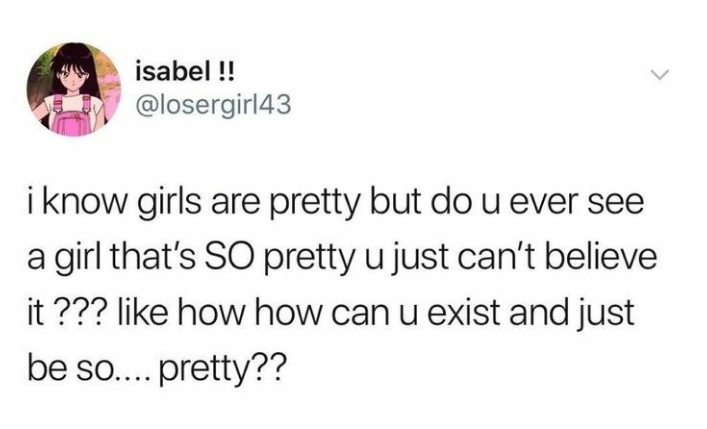 isabel !!
@losergirl43
i know girls are pretty but do u ever see
a girl that's SO pretty u just can't believe
it ??? like how how can u exist and just
be so.... pretty??